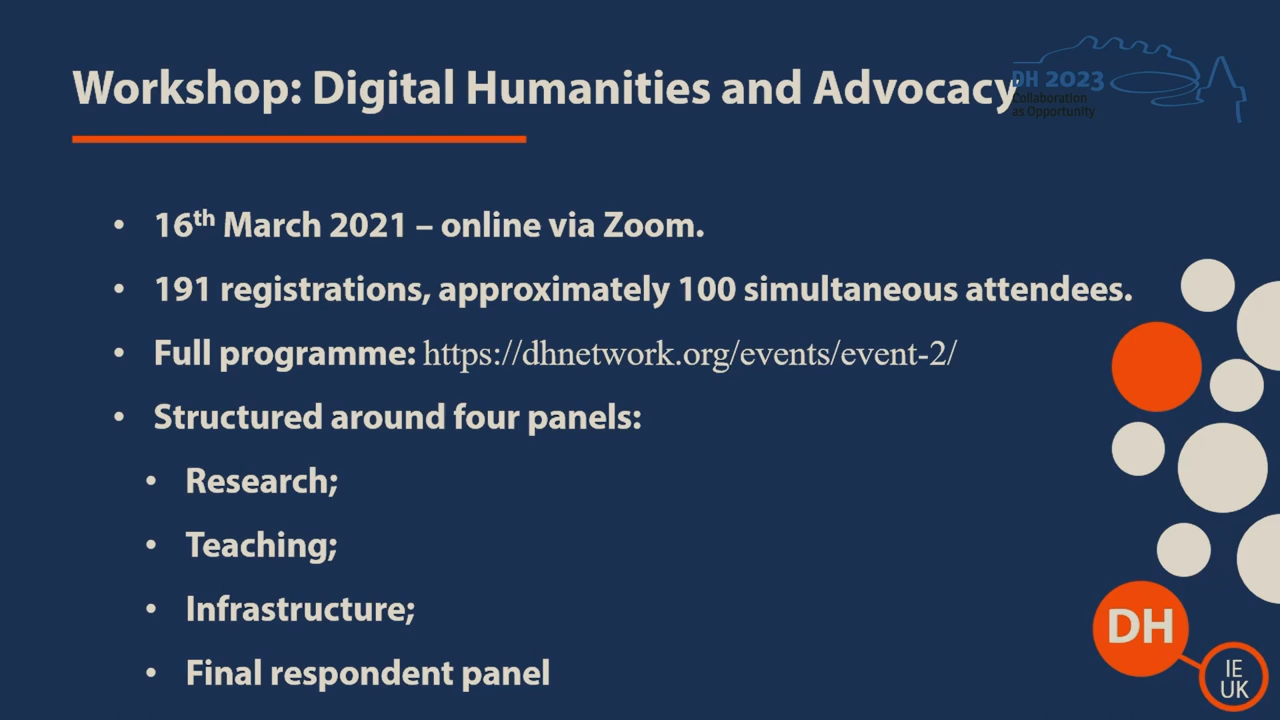 Workshop: Digital Humanities and Advocacy
DH 2023
Collaboration
as Opportunity
• 16th March 2021 – online via Zoom.
• 191 registrations, approximately 100 simultaneous attendees.
• Full programme: https://dhnetwork.org/events/event-2/
• Structured around four panels:
• Research;
• Teaching;
• Infrastructure;
• Final respondent panel
DH
IE
UK